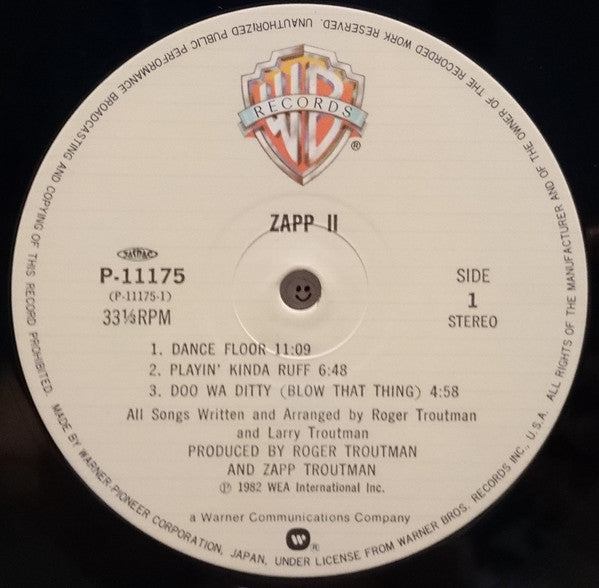 UNAUTHORIZED PUBLIC PERFORMANCE BROADCASTING AND COPYING OF THIS RECORD PROHIBITED. MADE BY WARNER-PIONEER CORPORATION, JAPAN, UNDER LICENSE FROM WARNER BROS. RECORDS INC., U.S.A. ALL RIGHTS OF THE MANUFACTURER AND OF THE OWNER OF THE RECORDED WORK RESERVED.
WB
RECORDS
®
ZAPP II
JASRAC
P-11175
(P-11175-1)
33⅓RPM
SIDE
1
STEREO
1. DANCE FLOOR 11:09
2. PLAYIN' KINDA RUFF 6:48
3. DOO WA DITTY (BLOW THAT THING) 4:58
All Songs Written and Arranged by Roger Troutman
and Larry Troutman
PRODUCED BY ROGER TROUTMAN
AND ZAPP TROUTMAN
Ⓟ 1982 WEA International Inc.
a Warner Communications Company
W®